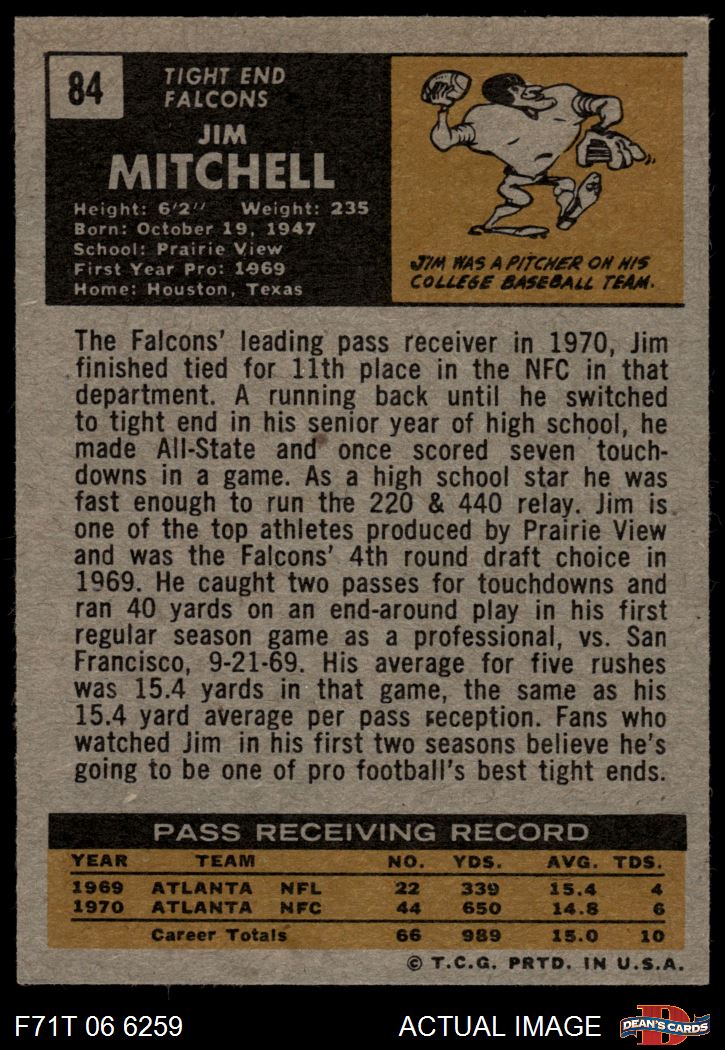 84
TIGHT END
FALCONS
JIM
MITCHELL
Height: 6'2" Weight: 235
Born: October 19, 1947
School: Prairie View
First Year Pro: 1969
Home: Houston, Texas
JIM WAS A PITCHER ON HIS
COLLEGE BASEBALL TEAM.
The Falcons' leading pass receiver in 1970, Jim
finished tied for 11th place in the NFC in that
department. A running back until he switched
to tight end in his senior year of high school, he
made All-State and once scored seven touch-
downs in a game. As a high school star he was
fast enough to run the 220 & 440 relay. Jim is
one of the top athletes produced by Prairie View
and was the Falcons' 4th round draft choice in
1969. He caught two passes for touchdowns and
ran 40 yards on an end-around play in his first
regular season game as a professional, vs. San
Francisco, 9-21-69. His average for five rushes
was 15.4 yards in that game, the same as his
15.4 yard average per pass reception. Fans who
watched Jim in his first two seasons believe he's
going to be one of pro football's best tight ends.
PASS RECEIVING RECORD
YEAR TEAM NO. YDS. AVG. TDS.
1969 ATLANTA NFL 22 339 15.4 4
1970 ATLANTA NFC 44 650 14.8 6
Career Totals 66 989 15.0 10
© T.C.G. PRTD. IN U.S.A.
F71T 06 6259 ACTUAL IMAGE D DEAN'S CARDS